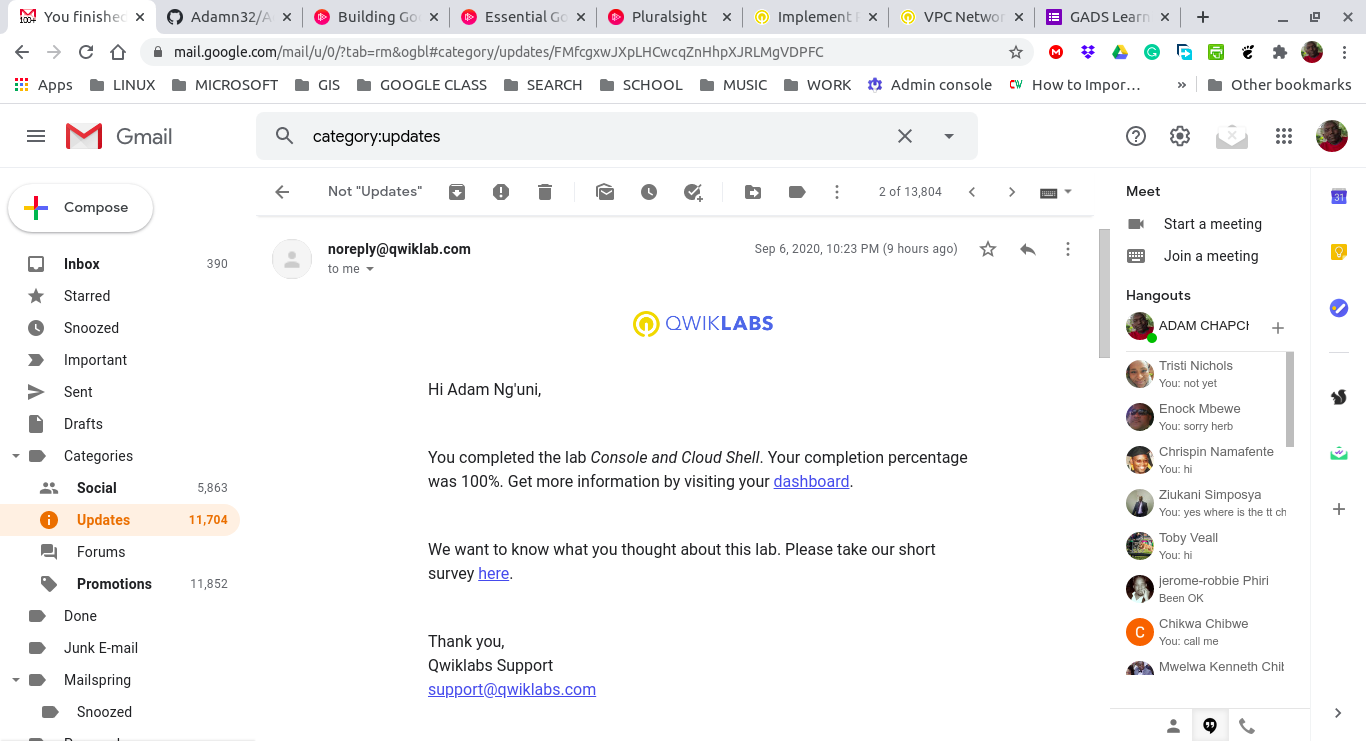 You finished
Adamn32/A
Building Go
Essential Go
Pluralsight
Implement P
VPC Networ
GADS Learn
mail.google.com/mail/u/0/?tab=rm&ogbl#category/updates/FMfcgxwJXpLHCwcqZnHhpXJRLMgVDPFC
Apps
LINUX
MICROSOFT
GIS
GOOGLE CLASS
SEARCH
SCHOOL
MUSIC
WORK
Admin console
How to Impor…
»
Other bookmarks
Gmail
category:updates
Compose
Not "Updates"
2 of 13,804
Inbox 390
Starred
Snoozed
Important
Sent
Drafts
Categories
Social 5,863
Updates 11,704
Forums
Promotions 11,852
Done
Junk E-mail
Mailspring
Snoozed
noreply@qwiklab.com
Sep 6, 2020, 10:23 PM (9 hours ago)
to me
QWIKLABS
Hi Adam Ng'uni,
You completed the lab Console and Cloud Shell. Your completion percentage
was 100%. Get more information by visiting your dashboard.
We want to know what you thought about this lab. Please take our short
survey here.
Thank you,
Qwiklabs Support
support@qwiklabs.com
Meet
Start a meeting
Join a meeting
Hangouts
ADAM CHAPCH
Tristi Nichols
You: not yet
Enock Mbewe
You: sorry herb
Chrispin Namafente
You: hi
Ziukani Simposya
You: yes where is the tt ch
Toby Veall
You: hi
jerome-robbie Phiri
Been OK
C
Chikwa Chibwe
You: call me
Mwelwa Kenneth Chib
31